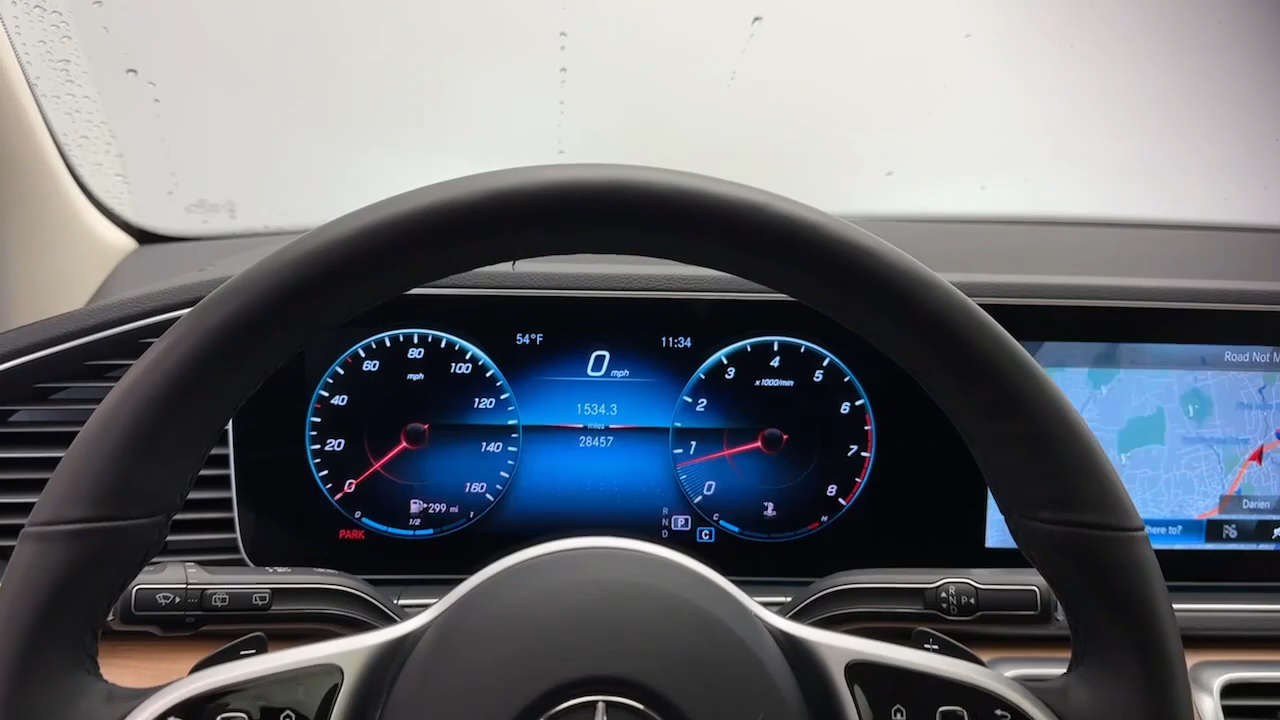 54°F
11:34
0 mph
1534.3
miles
28457
0
20
40
60
80
100
120
140
160
mph
299 mi
0
1/2
1
PARK
0
1
2
3
4
5
6
7
8
x1000/min
C
H
R
N
P
D
C
Road Not M
Darien
here to?
R
N
D
P